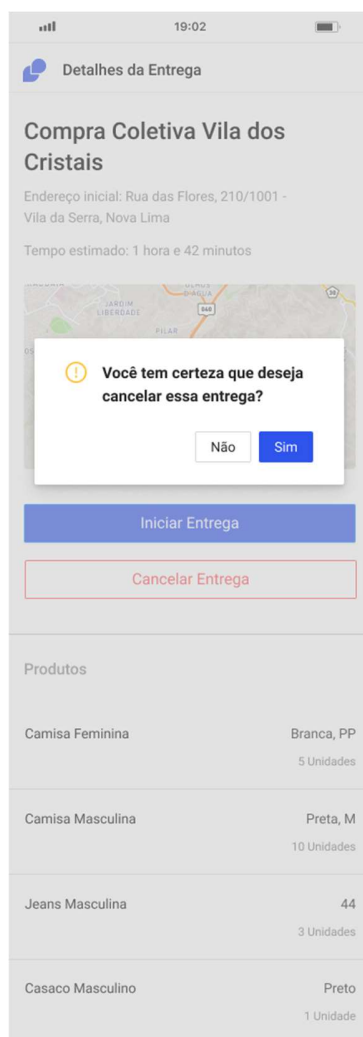 19:02
Detalhes da Entrega
Compra Coletiva Vila dos
Cristais
Endereço inicial: Rua das Flores, 210/1001 -
Vila da Serra, Nova Lima
Tempo estimado: 1 hora e 42 minutos
JARDIM
LIBERDADE
PILAR
Você tem certeza que deseja
cancelar essa entrega?
Não
Sim
Iniciar Entrega
Cancelar Entrega
Produtos
Camisa Feminina
Branca, PP
5 Unidades
Camisa Masculina
Preta, M
10 Unidades
Jeans Masculina
44
3 Unidades
Casaco Masculino
Preto
1 Unidade